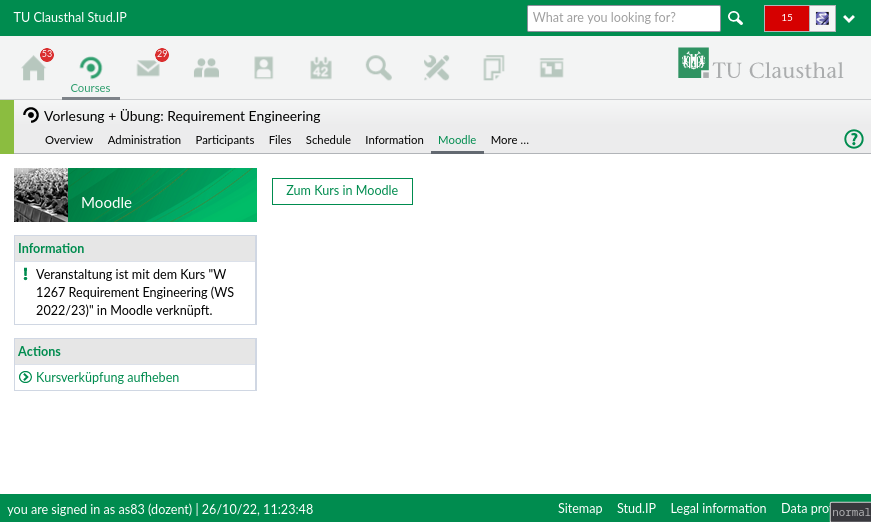 TU Clausthal Stud.IP
What are you looking for?
15
53
29
42
Courses
TU Clausthal
Vorlesung + Übung: Requirement Engineering
Overview Administration Participants Files Schedule Information Moodle More ...
?
Moodle
Zum Kurs in Moodle
Information
! Veranstaltung ist mit dem Kurs "W
1267 Requirement Engineering (WS
2022/23)" in Moodle verknüpft.
Actions
Kursverküpfung aufheben
you are signed in as as83 (dozent) | 26/10/22, 11:23:48
Sitemap Stud.IP Legal information Data pro
normal